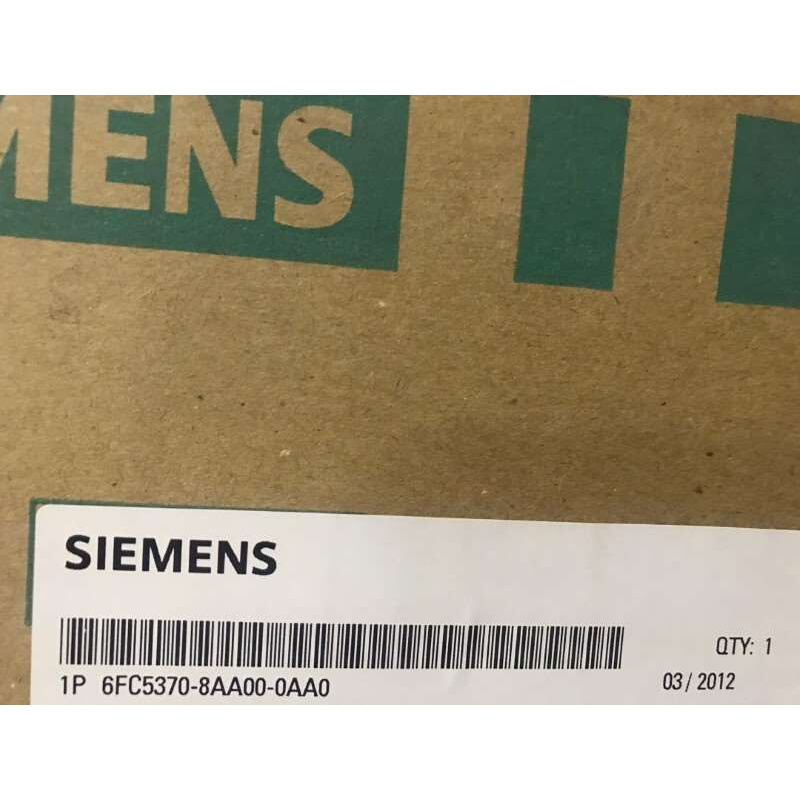 MENS
SIEMENS
1P 6FC5370-8AA00-0AA0
QTY: 1
03/2012